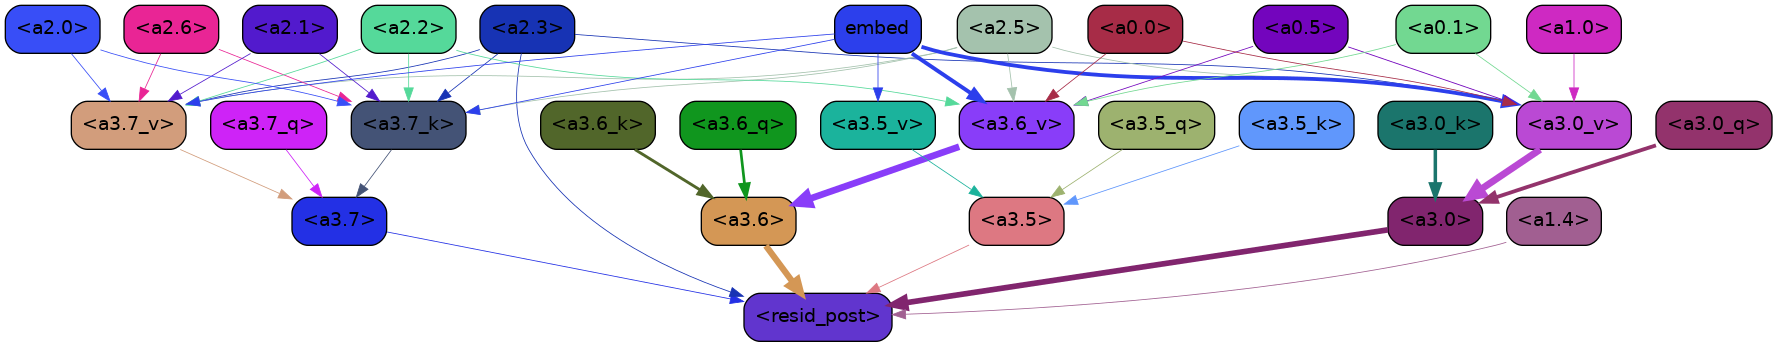 <a2.0> <a2.6> <a2.1> <a2.2> <a2.3> embed <a2.5> <a0.0> <a0.5> <a0.1> <a1.0>
<a3.7_v> <a3.7_q> <a3.7_k> <a3.6_k> <a3.6_q> <a3.5_v> <a3.6_v> <a3.5_q> <a3.5_k> <a3.0_k> <a3.0_v> <a3.0_q>
<a3.7> <a3.6> <a3.5> <a3.0> <a1.4>
<resid_post>